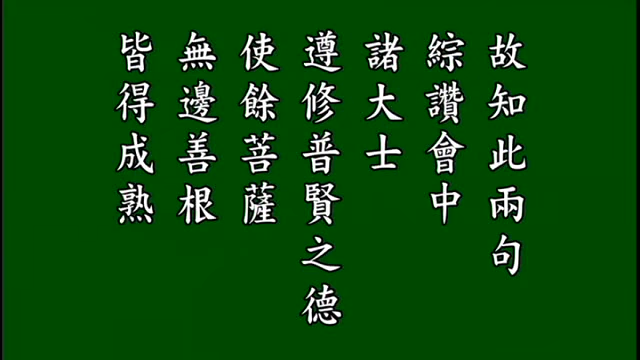 故知此兩句
綜讚會中
諸大士
遵修普賢之德
使餘菩薩
無邊善根
皆得成熟